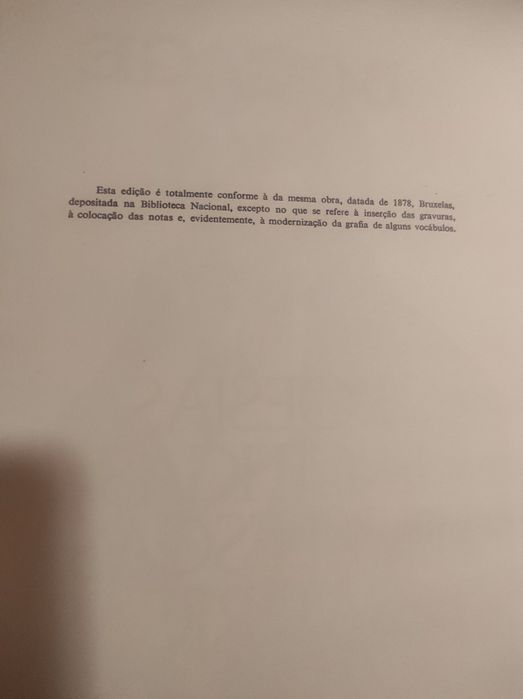 Esta edição é totalmente conforme à da mesma obra, datada de 1878, Bruxelas,
depositada na Biblioteca Nacional, excepto no que se refere à inserção das gravuras,
à colocação das notas e, evidentemente, à modernização da grafia de alguns vocábulos.